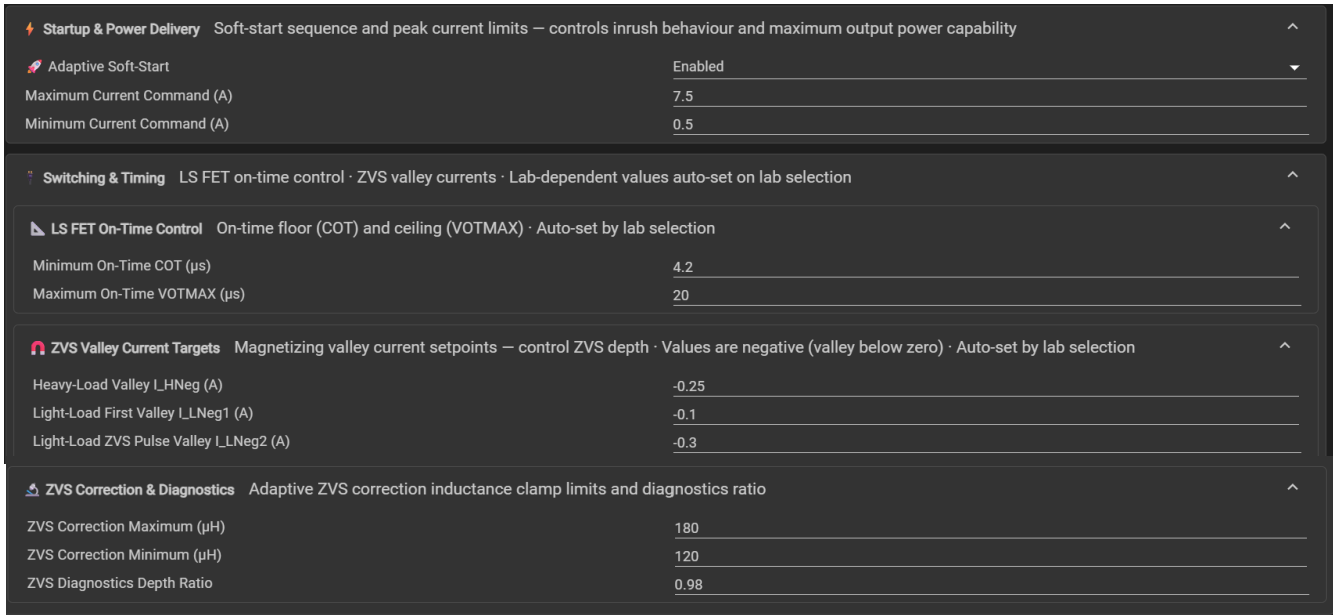 Startup & Power Delivery Soft-start sequence and peak current limits — controls inrush behaviour and maximum output power capability
Adaptive Soft-Start Enabled
Maximum Current Command (A) 7.5
Minimum Current Command (A) 0.5
Switching & Timing LS FET on-time control · ZVS valley currents · Lab-dependent values auto-set on lab selection
LS FET On-Time Control On-time floor (COT) and ceiling (VOTMAX) · Auto-set by lab selection
Minimum On-Time COT (µs) 4.2
Maximum On-Time VOTMAX (µs) 20
ZVS Valley Current Targets Magnetizing valley current setpoints — control ZVS depth · Values are negative (valley below zero) · Auto-set by lab selection
Heavy-Load Valley I_HNeg (A) -0.25
Light-Load First Valley I_LNeg1 (A) -0.1
Light-Load ZVS Pulse Valley I_LNeg2 (A) -0.3
ZVS Correction & Diagnostics Adaptive ZVS correction inductance clamp limits and diagnostics ratio
ZVS Correction Maximum (µH) 180
ZVS Correction Minimum (µH) 120
ZVS Diagnostics Depth Ratio 0.98